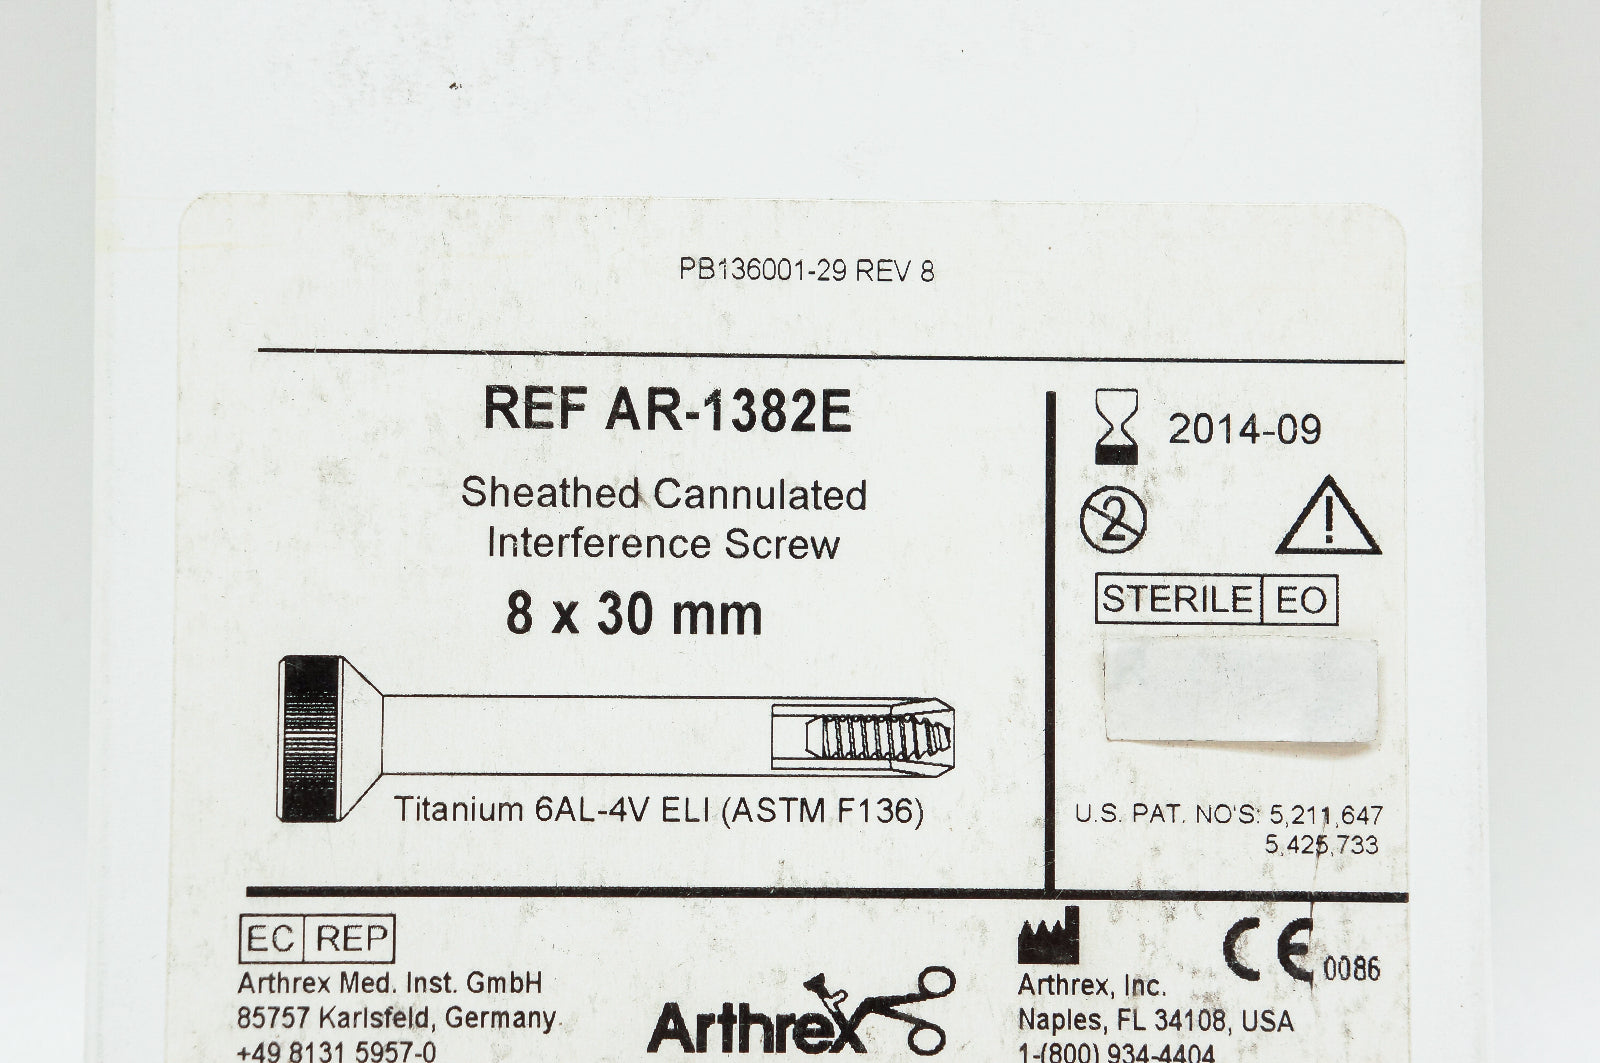 PB136001-29 REV 8
REF AR-1382E
Sheathed Cannulated
Interference Screw
8 x 30 mm
Titanium 6AL-4V ELI (ASTM F136)
2014-09
2
!
STERILE EO
U.S. PAT. NO'S: 5,211,647
5,425,733
EC REP
Arthrex Med. Inst. GmbH
85757 Karlsfeld, Germany
+49 8131 5957-0
Arthrex
CE 0086
Arthrex, Inc.
Naples, FL 34108, USA
1-(800) 934-4404